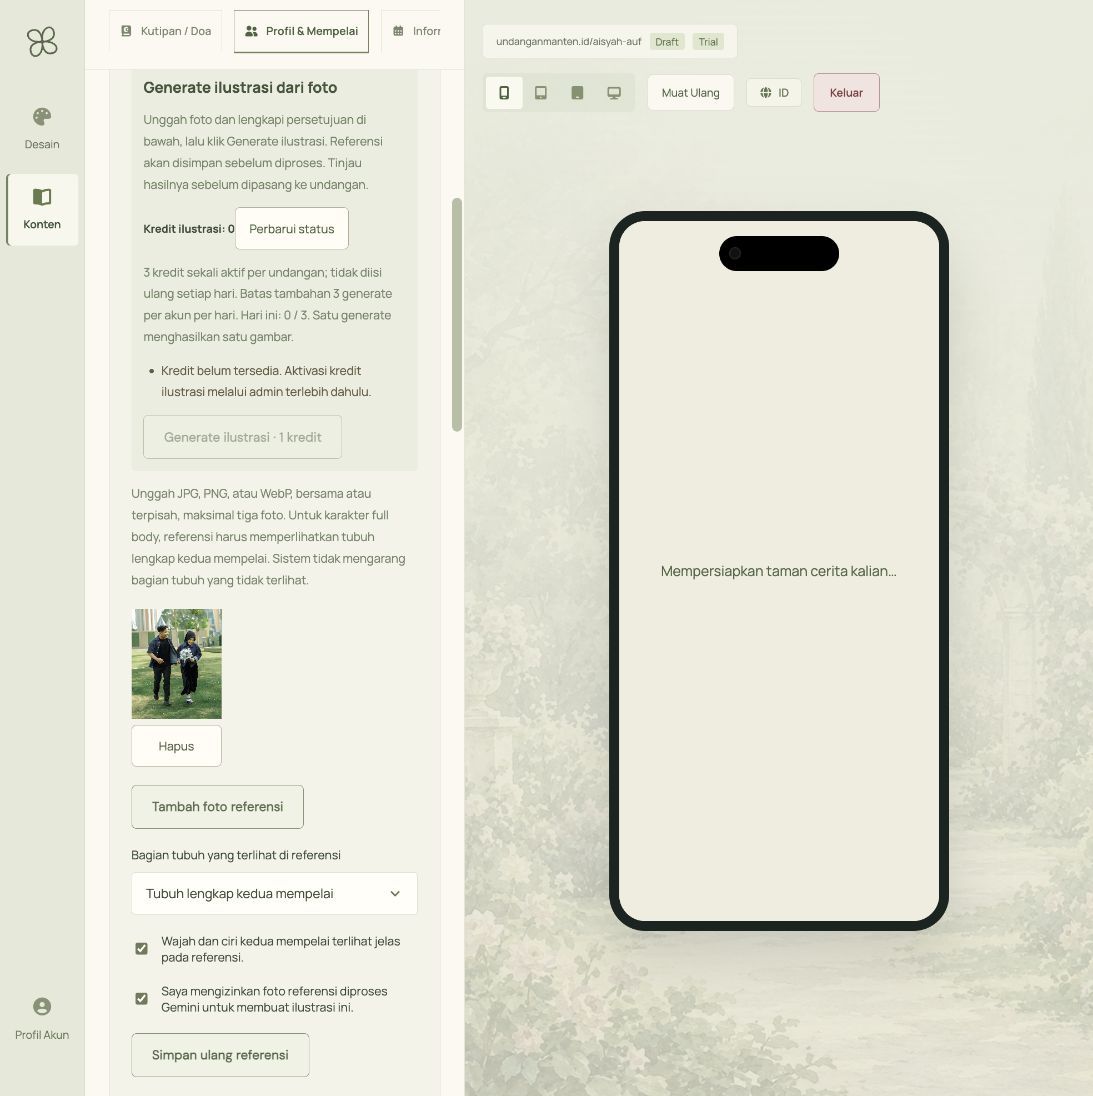 Desain
Konten
Profil Akun
Kutipan / Doa
Profil & Mempelai
Inforr
Generate ilustrasi dari foto
Unggah foto dan lengkapi persetujuan di
bawah, lalu klik Generate ilustrasi. Referensi
akan disimpan sebelum diproses. Tinjau
hasilnya sebelum dipasang ke undangan.
Kredit ilustrasi: 0
Perbarui status
3 kredit sekali aktif per undangan; tidak diisi
ulang setiap hari. Batas tambahan 3 generate
per akun per hari. Hari ini: 0 / 3. Satu generate
menghasilkan satu gambar.
• Kredit belum tersedia. Aktivasi kredit
ilustrasi melalui admin terlebih dahulu.
Generate ilustrasi · 1 kredit
Unggah JPG, PNG, atau WebP, bersama atau
terpisah, maksimal tiga foto. Untuk karakter full
body, referensi harus memperlihatkan tubuh
lengkap kedua mempelai. Sistem tidak mengarang
bagian tubuh yang tidak terlihat.
Hapus
Tambah foto referensi
Bagian tubuh yang terlihat di referensi
Tubuh lengkap kedua mempelai
Wajah dan ciri kedua mempelai terlihat jelas
pada referensi.
Saya mengizinkan foto referensi diproses
Gemini untuk membuat ilustrasi ini.
Simpan ulang referensi
undanganmanten.id/aisyah-auf
Draft
Trial
Muat Ulang
ID
Keluar
Mempersiapkan taman cerita kalian...